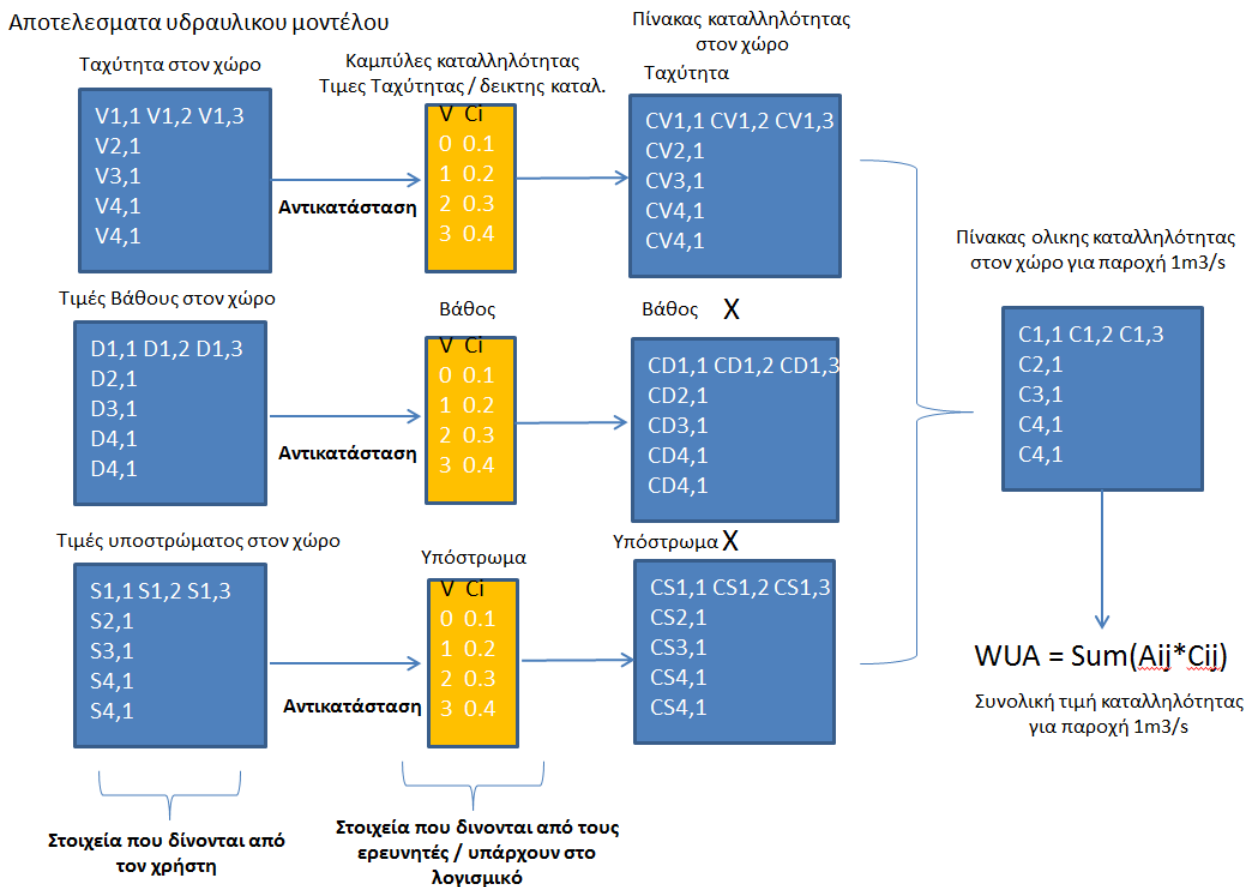 Αποτελεσματα υδραυλικου μοντέλου
Ταχύτητα στον χώρο
V1,1 V1,2 V1,3
V2,1
V3,1
V4,1
V4,1
Αντικατάσταση
Καμπύλες καταλληλότητας
Τιμες Ταχύτητας / δεικτης καταλ.
V Ci
0 0.1
1 0.2
2 0.3
3 0.4
Πίνακας καταλληλότητας
στον χώρο
Ταχύτητα
CV1,1 CV1,2 CV1,3
CV2,1
CV3,1
CV4,1
CV4,1
Τιμές Βάθους στον χώρο
D1,1 D1,2 D1,3
D2,1
D3,1
D4,1
D4,1
Αντικατάσταση
Βάθος
V Ci
0 0.1
1 0.2
2 0.3
3 0.4
Βάθος X
CD1,1 CD1,2 CD1,3
CD2,1
CD3,1
CD4,1
CD4,1
Τιμές υποστρώματος στον χώρο
S1,1 S1,2 S1,3
S2,1
S3,1
S4,1
S4,1
Αντικατάσταση
Υπόστρωμα
V Ci
0 0.1
1 0.2
2 0.3
3 0.4
Υπόστρωμα X
CS1,1 CS1,2 CS1,3
CS2,1
CS3,1
CS4,1
CS4,1
Πίνακας ολικης καταλληλότητας
στον χώρο για παροχή 1m3/s
C1,1 C1,2 C1,3
C2,1
C3,1
C4,1
C4,1
WUA = Sum(Aij*Cij)
Συνολική τιμή καταλληλότητας
για παροχή 1m3/s
Στοιχεία που δίνονται από
τον χρήστη
Στοιχεία που δινονται από τους
ερευνητές / υπάρχουν στο
λογισμικό